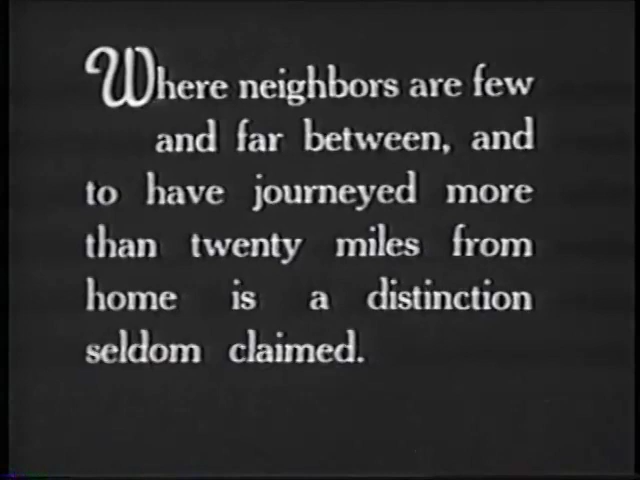 Where neighbors are few
and far between, and
to have journeyed more
than twenty miles from
home is a distinction
seldom claimed.